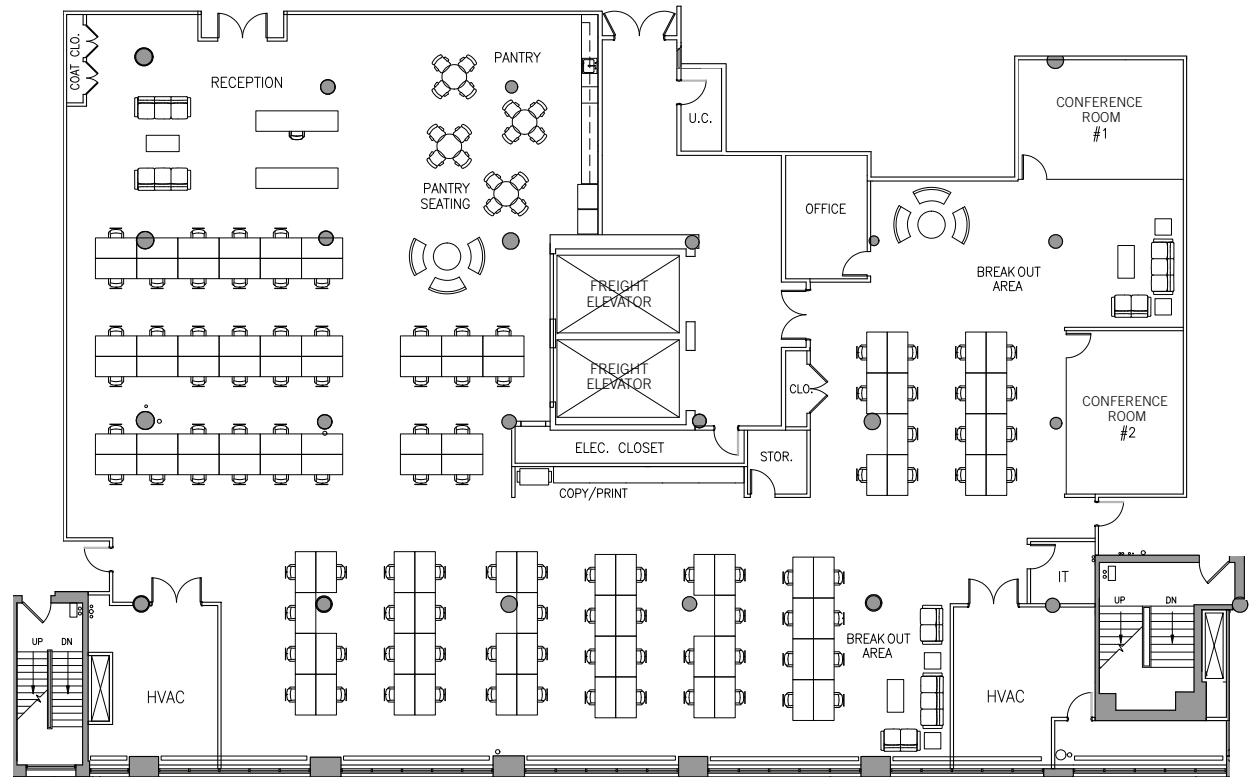 COAT CLO.
RECEPTION
PANTRY
U.C.
CONFERENCE
ROOM
#1
PANTRY
SEATING
OFFICE
BREAK OUT
AREA
FREIGHT
ELEVATOR
FREIGHT
ELEVATOR
CLO.
CONFERENCE
ROOM
#2
ELEC. CLOSET
STOR.
COPY/PRINT
IT
UP DN
UP DN
BREAK OUT
AREA
HVAC
HVAC